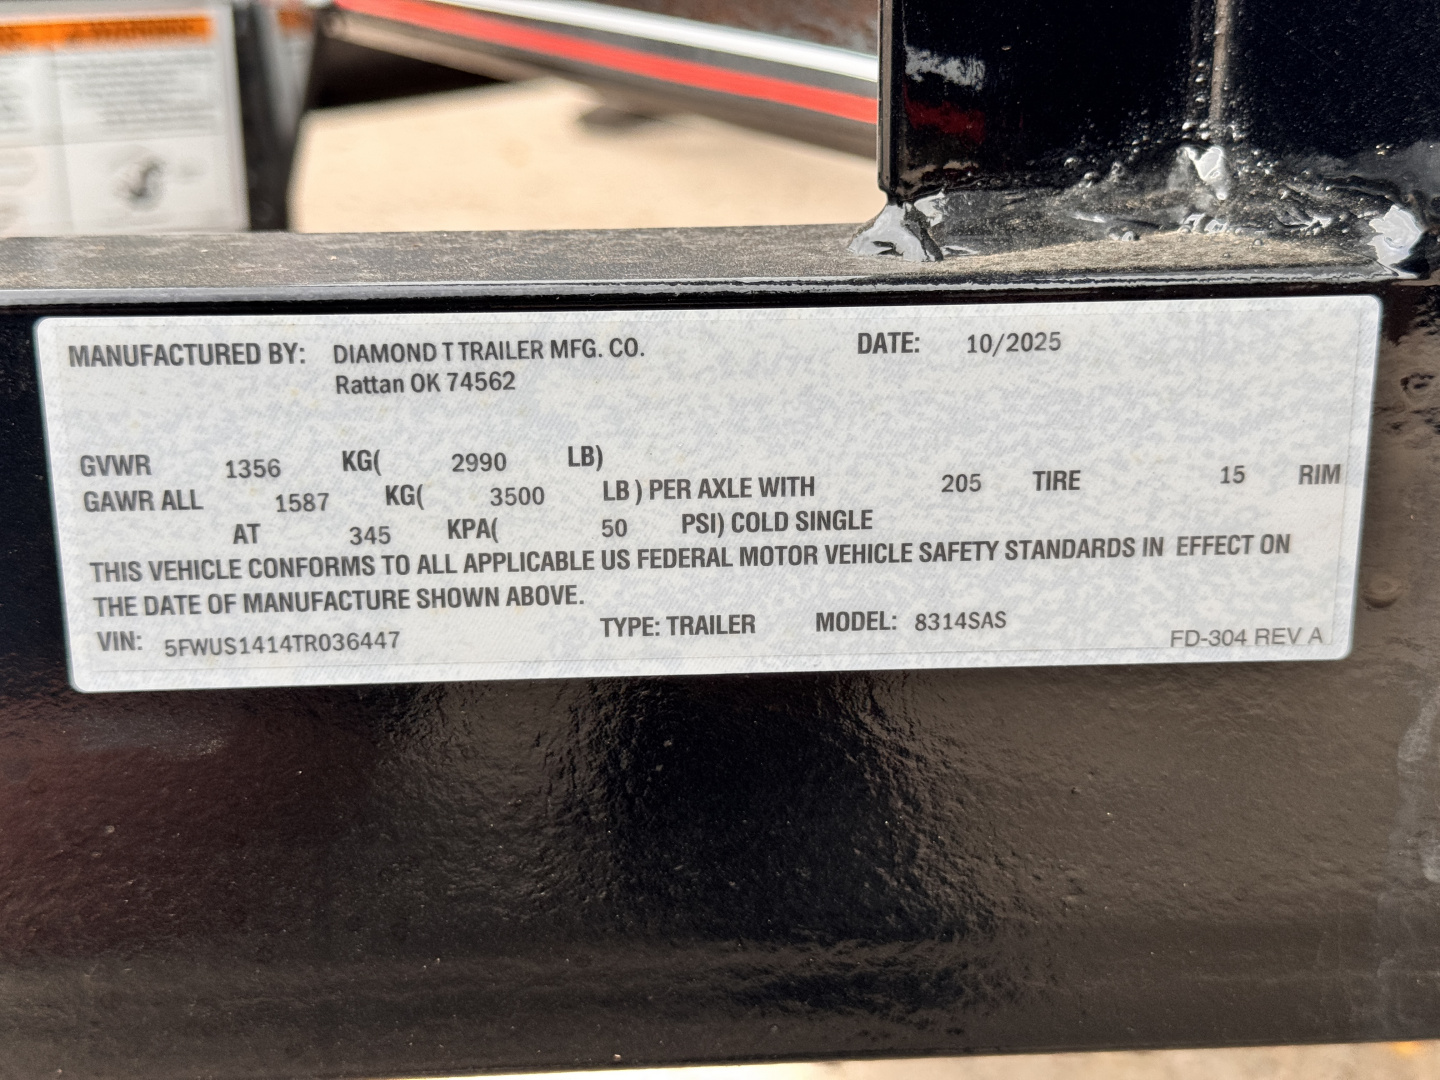 MANUFACTURED BY: DIAMOND T TRAILER MFG. CO. DATE: 10/2025
Rattan OK 74562
GVWR 1356 KG( 2990 LB)
GAWR ALL 1587 KG( 3500 LB ) PER AXLE WITH 205 TIRE 15 RIM
AT 345 KPA( 50 PSI) COLD SINGLE
THIS VEHICLE CONFORMS TO ALL APPLICABLE US FEDERAL MOTOR VEHICLE SAFETY STANDARDS IN EFFECT ON
THE DATE OF MANUFACTURE SHOWN ABOVE.
VIN: 5FWUS1414TR036447 TYPE: TRAILER MODEL: 8314SAS
FD-304 REV A